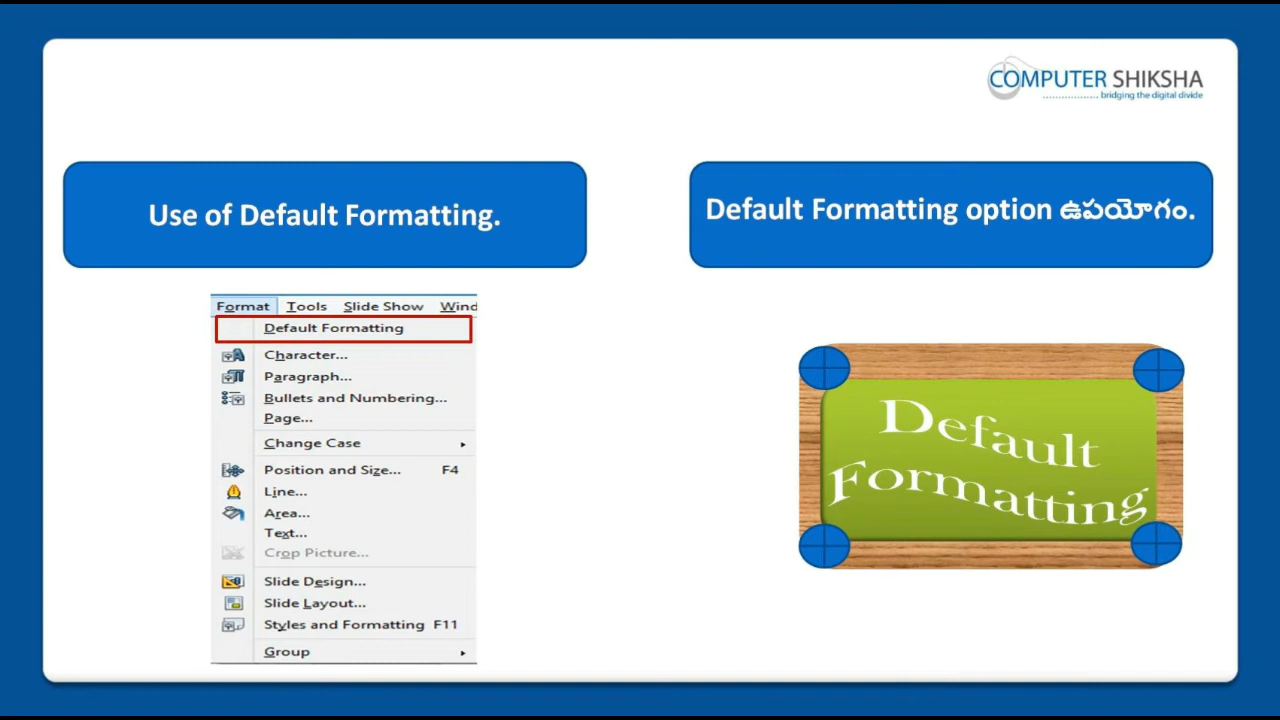 COMPUTER SHIKSHA
bridging the digital divide
Use of Default Formatting.
Default Formatting option ఉపయోగం.
Format Tools Slide Show Wind
Default Formatting
Character...
Paragraph...
Bullets and Numbering...
Page...
Change Case
Position and Size... F4
Line...
Area...
Text...
Crop Picture...
Slide Design...
Slide Layout...
Styles and Formatting F11
Group
Default
Formatting